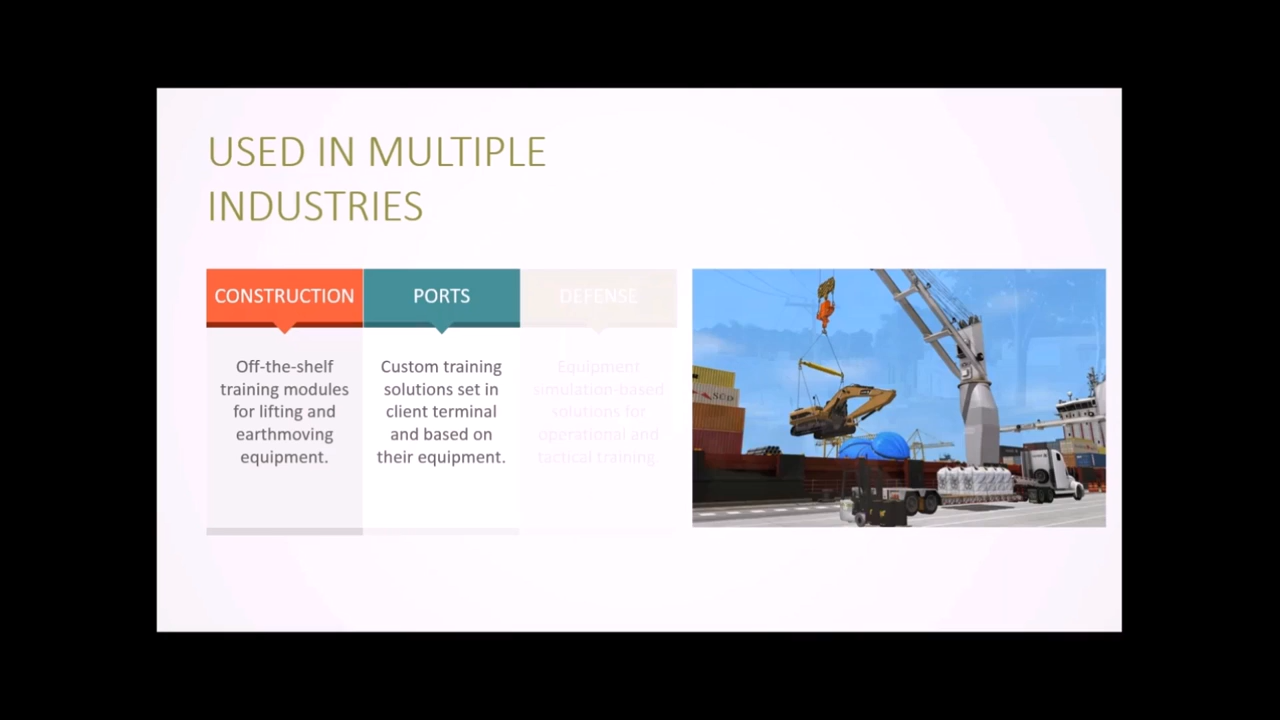 USED IN MULTIPLE
INDUSTRIES
CONSTRUCTION
Off-the-shelf
training modules
for lifting and
earthmoving
equipment.
PORTS
Custom training
solutions set in
client terminal
and based on
their equipment.
DEFENSE
Equipment
simulation-based
solutions for
operational and
tactical training